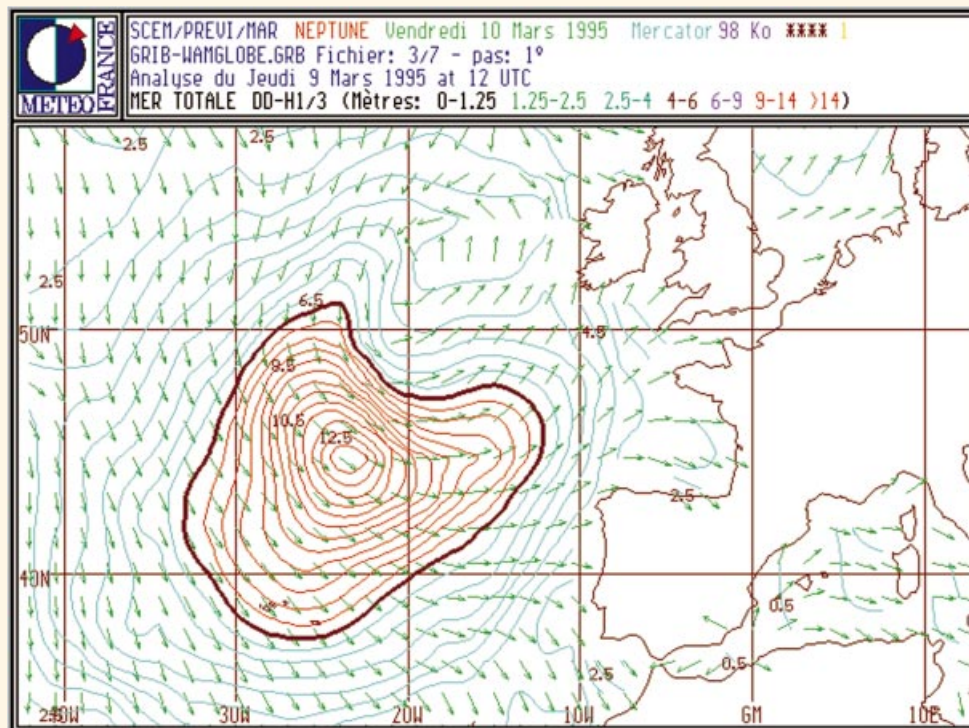 METEO FRANCE
SCEM/PREVI/MAR NEPTUNE Vendredi 10 Mars 1995 Mercator 98 Ko **** 1
GRIB-WAMGLOBE.GRB Fichier: 3/7 - pas: 1°
Analyse du Jeudi 9 Mars 1995 at 12 UTC
MER TOTALE DD-H1/3 (Mètres: 0-1.25 1.25-2.5 2.5-4 4-6 6-9 9-14 >14)
2.5 2.5
2.5
6.5
50N 4.5
8.5
10.5
12.5
2.5
40N
0.5
0.5
2.5
30W 20W 10W 6M